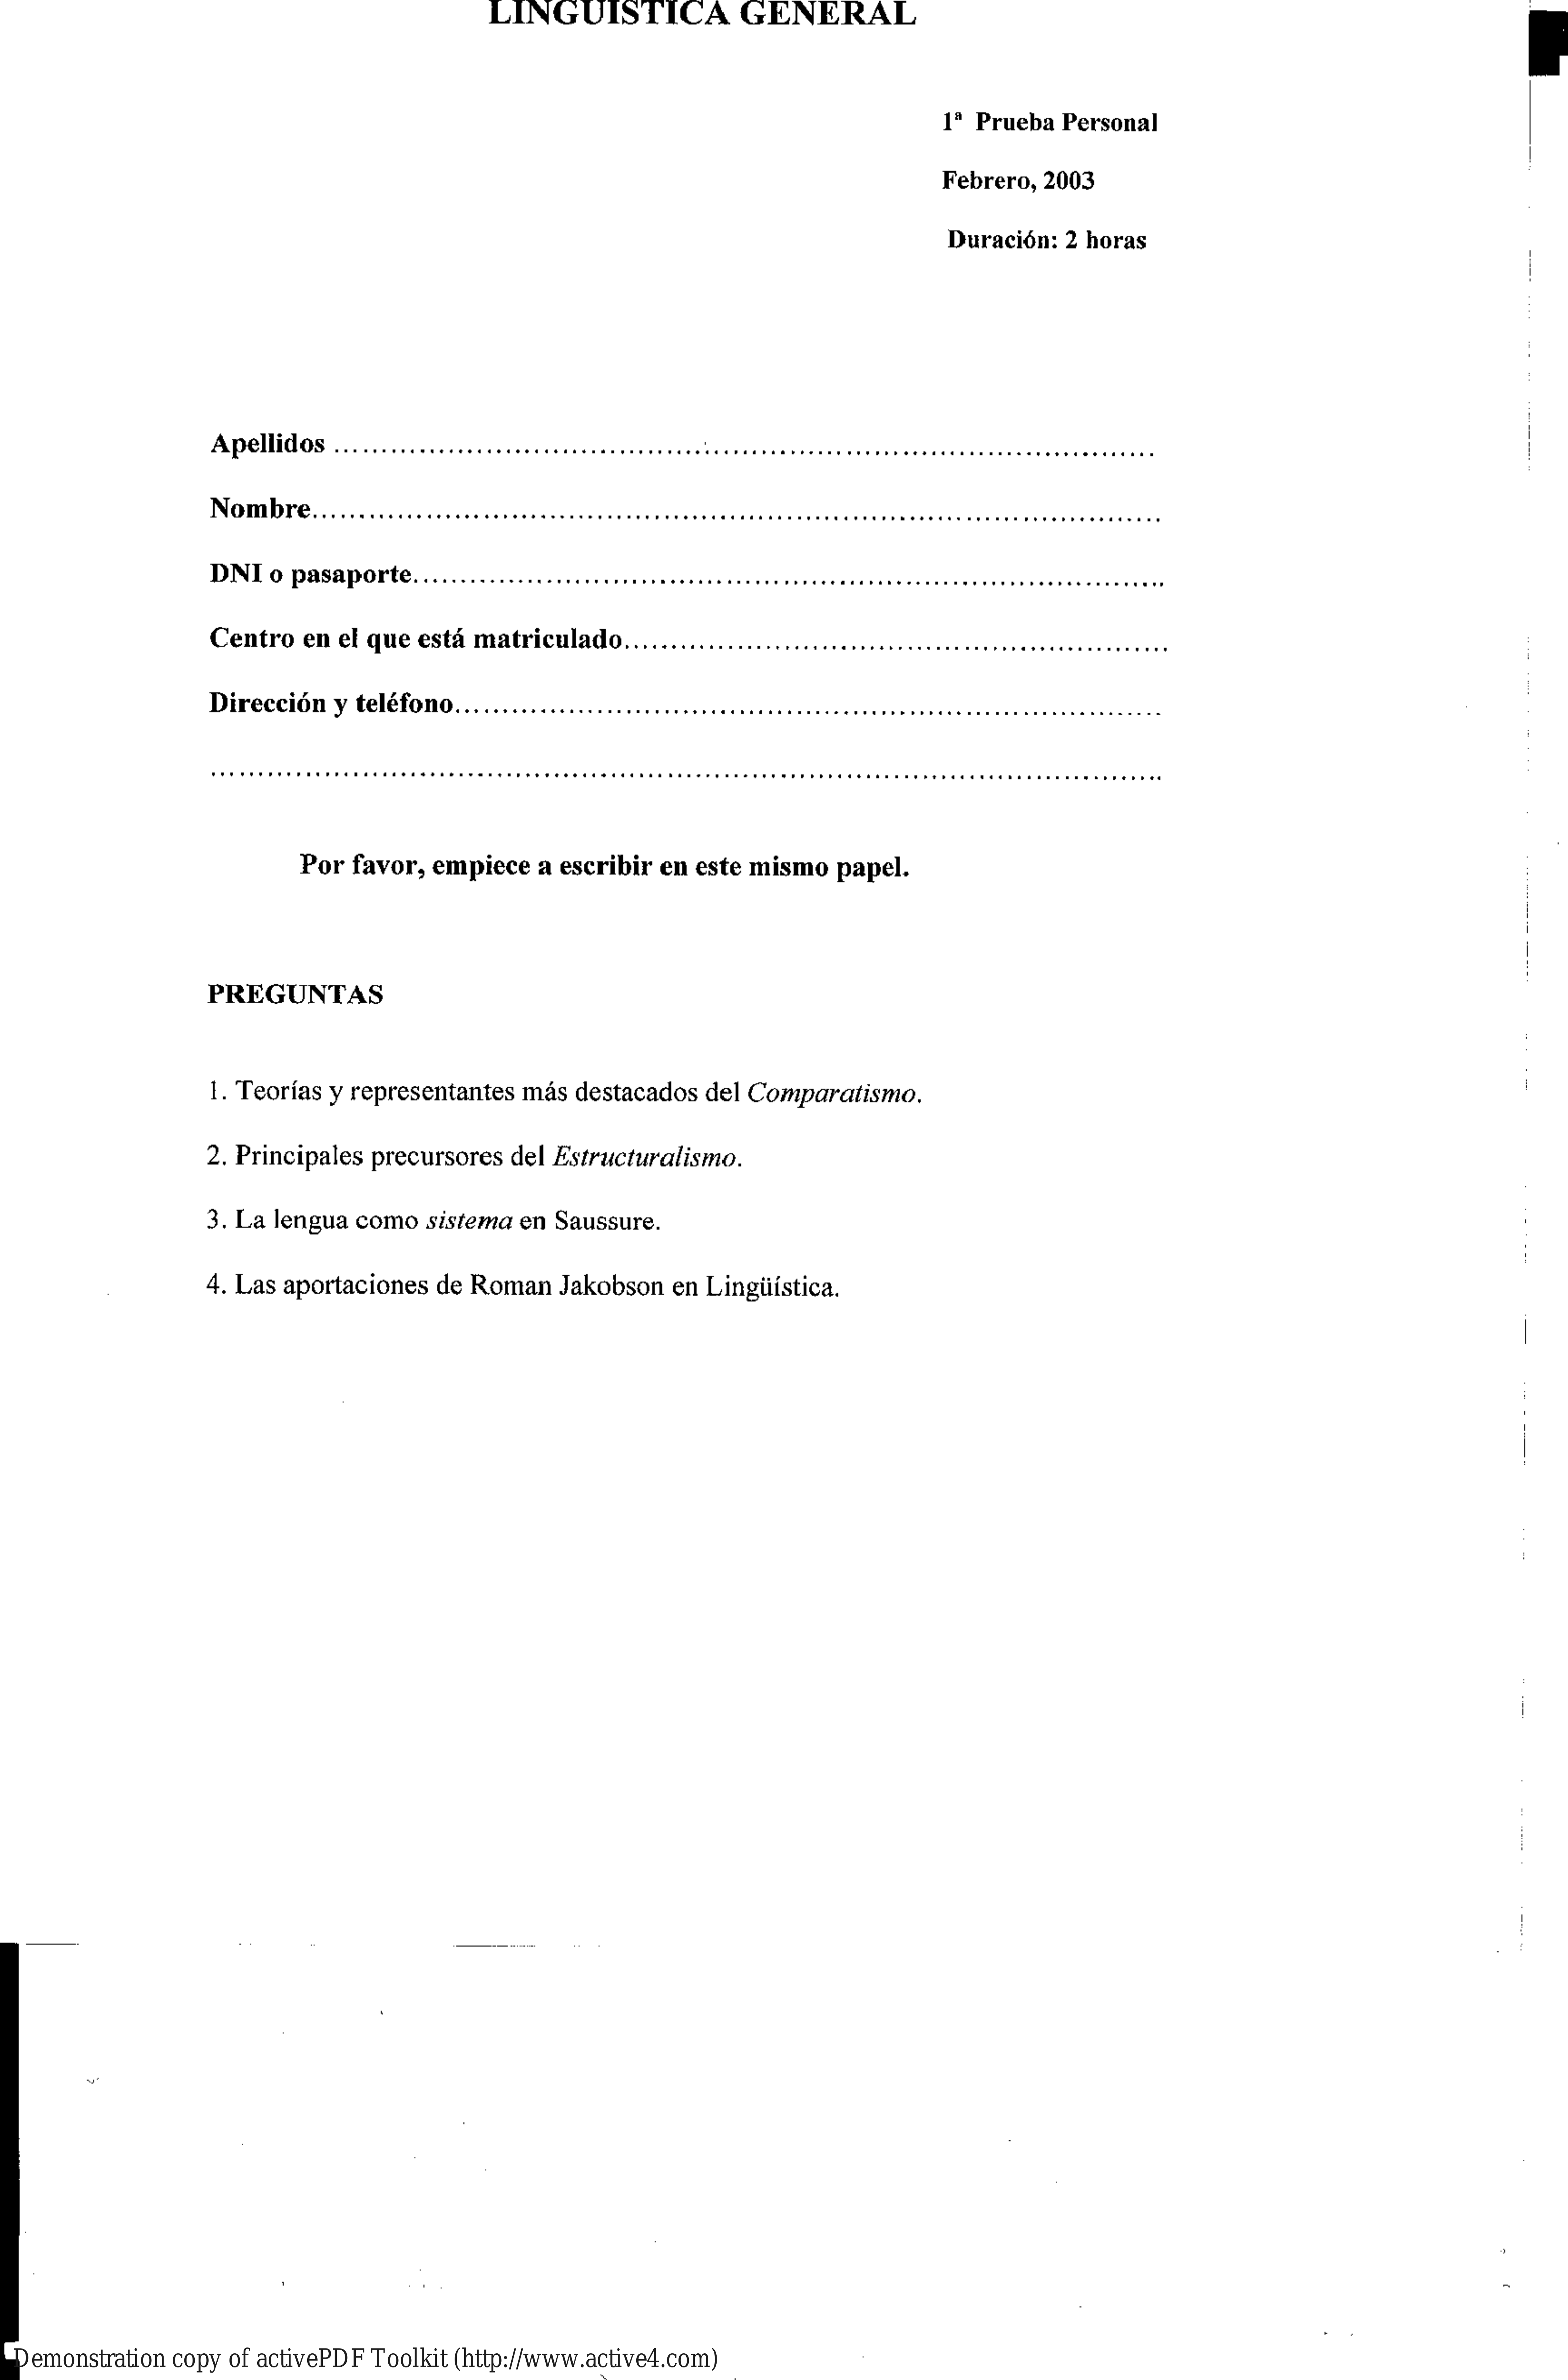 LINGÜÍSTICA GENERAL
1ª Prueba Personal
Febrero, 2003
Duración: 2 horas
Apellidos ..........................................................................................
Nombre.............................................................................................
DNI o pasaporte..................................................................................
Centro en el que está matriculado...........................................................
Dirección y teléfono.............................................................................
........................................................................................................
Por favor, empiece a escribir en este mismo papel.
PREGUNTAS
1. Teorías y representantes más destacados del Comparatismo.
2. Principales precursores del Estructuralismo.
3. La lengua como sistema en Saussure.
4. Las aportaciones de Roman Jakobson en Lingüística.
Demonstration copy of activePDF Toolkit (http://www.active4.com)